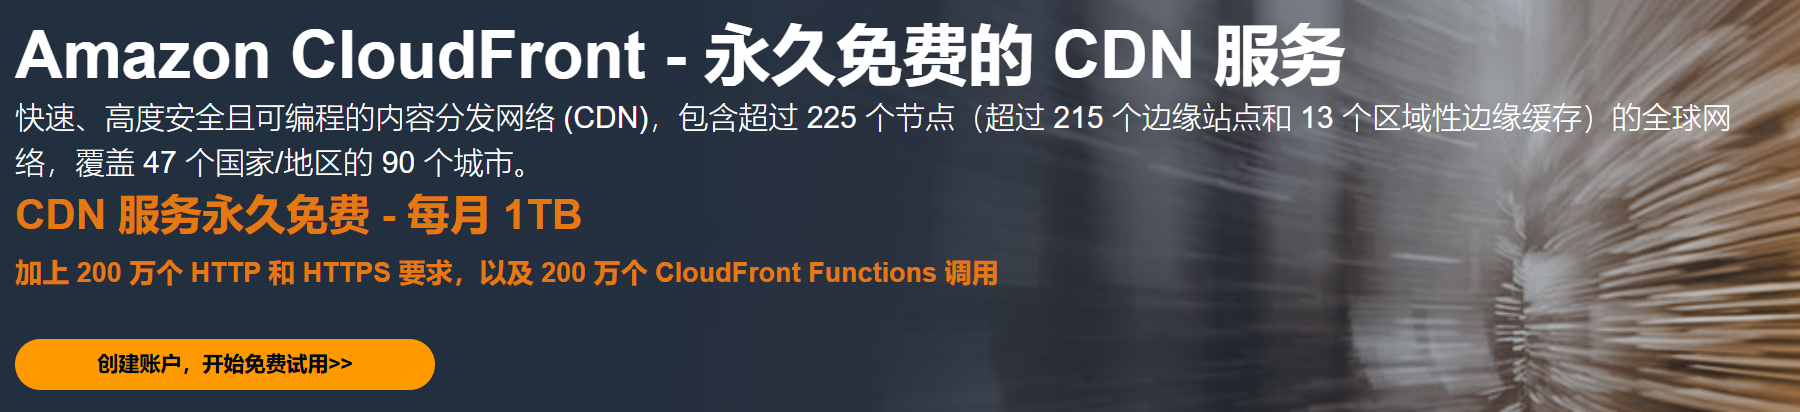 Amazon CloudFront - 永久免费的 CDN 服务
快速、高度安全且可编程的内容分发网络 (CDN)，包含超过 225 个节点（超过 215 个边缘站点和 13 个区域性边缘缓存）的全球网
络，覆盖 47 个国家/地区的 90 个城市。
CDN 服务永久免费 - 每月 1TB
加上 200 万个 HTTP 和 HTTPS 要求，以及 200 万个 CloudFront Functions 调用
创建账户，开始免费试用>>